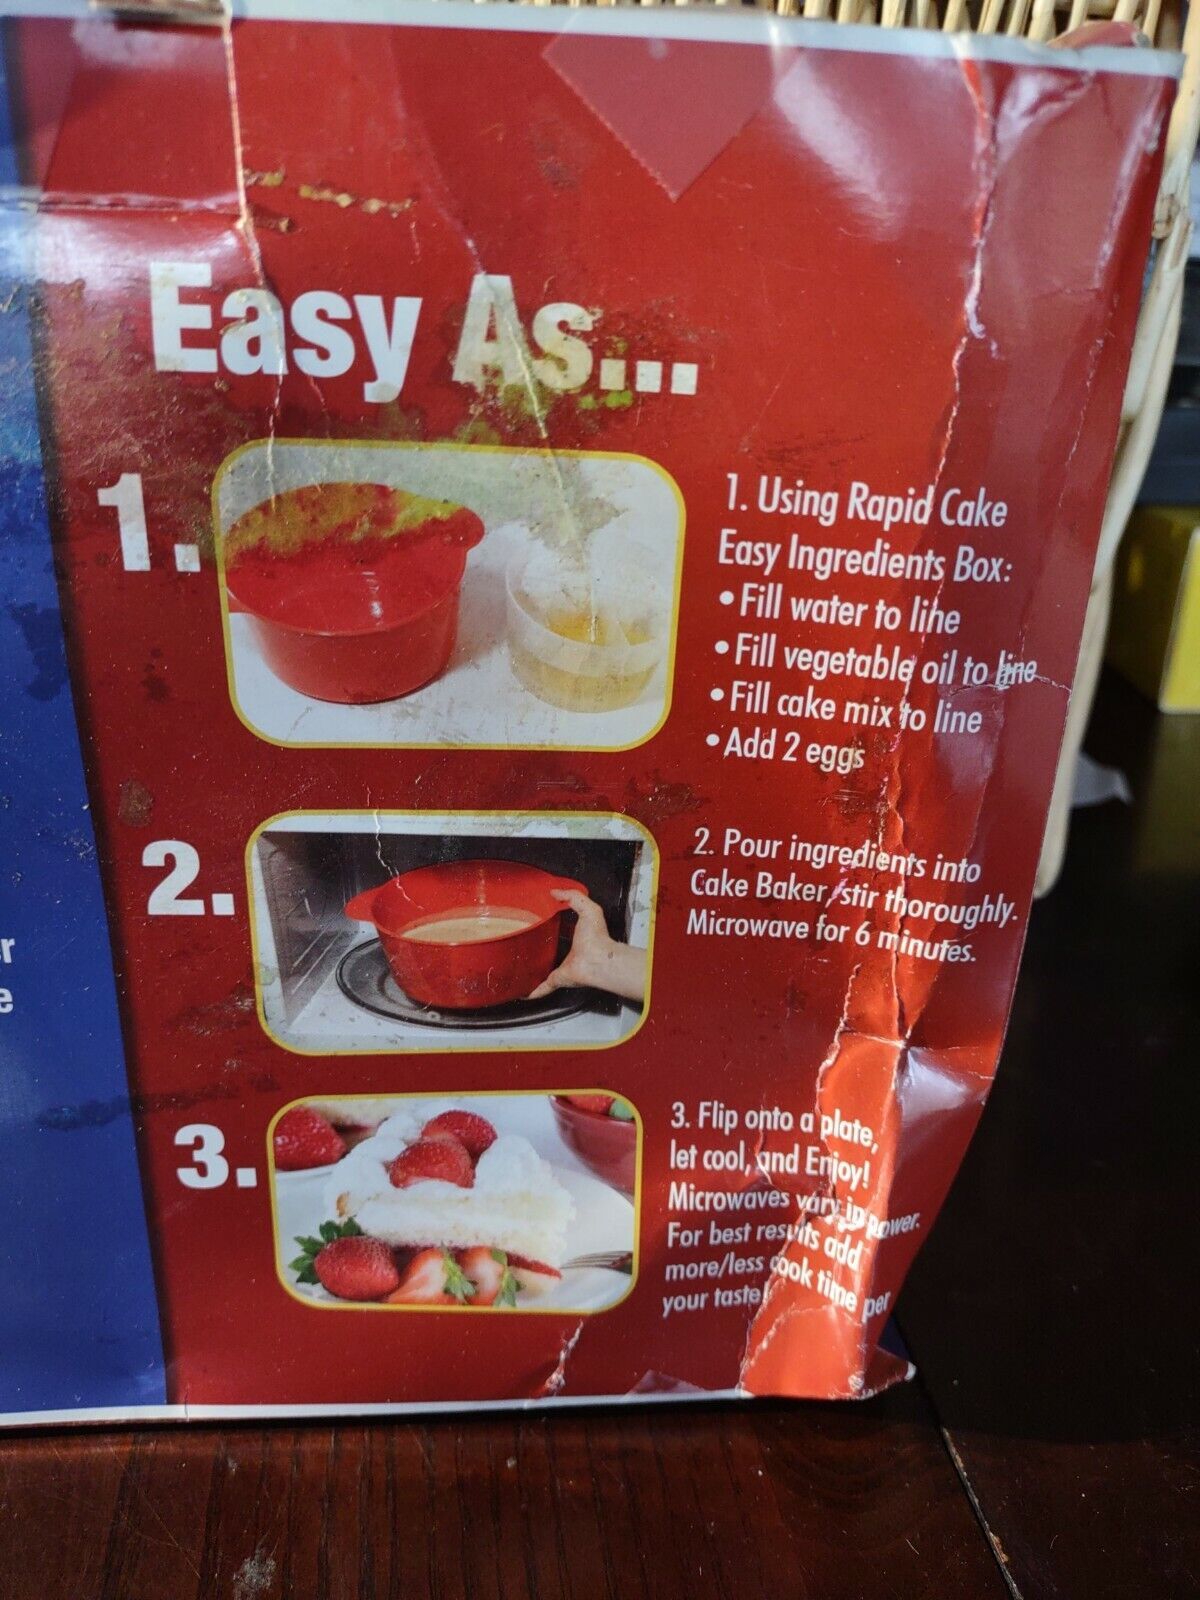 Easy As...
1.
1. Using Rapid Cake
Easy Ingredients Box:
• Fill water to line
• Fill vegetable oil to line
• Fill cake mix to line
• Add 2 eggs
2.
2. Pour ingredients into
Cake Baker, stir thoroughly.
Microwave for 6 minutes.
3.
3. Flip onto a plate,
let cool, and Enjoy!
Microwaves vary in power.
For best results add
more/less cook time per
your taste!
r
e